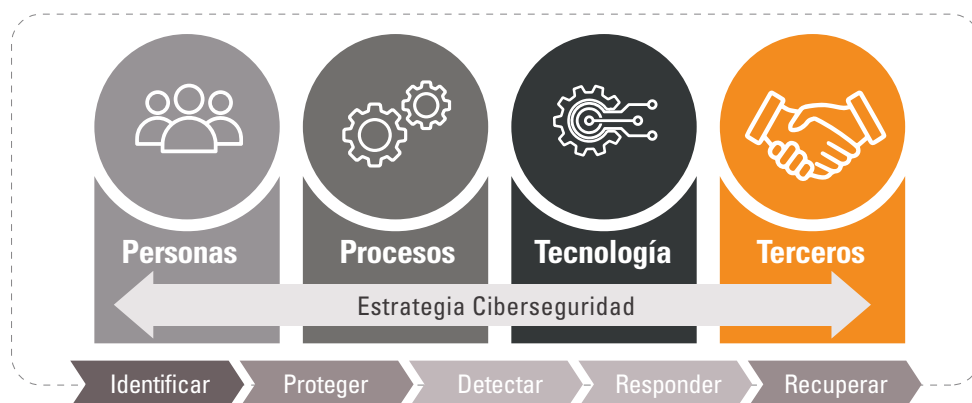 Personas
Procesos
Tecnología
Terceros
Estrategia Ciberseguridad
Identificar
Proteger
Detectar
Responder
Recuperar